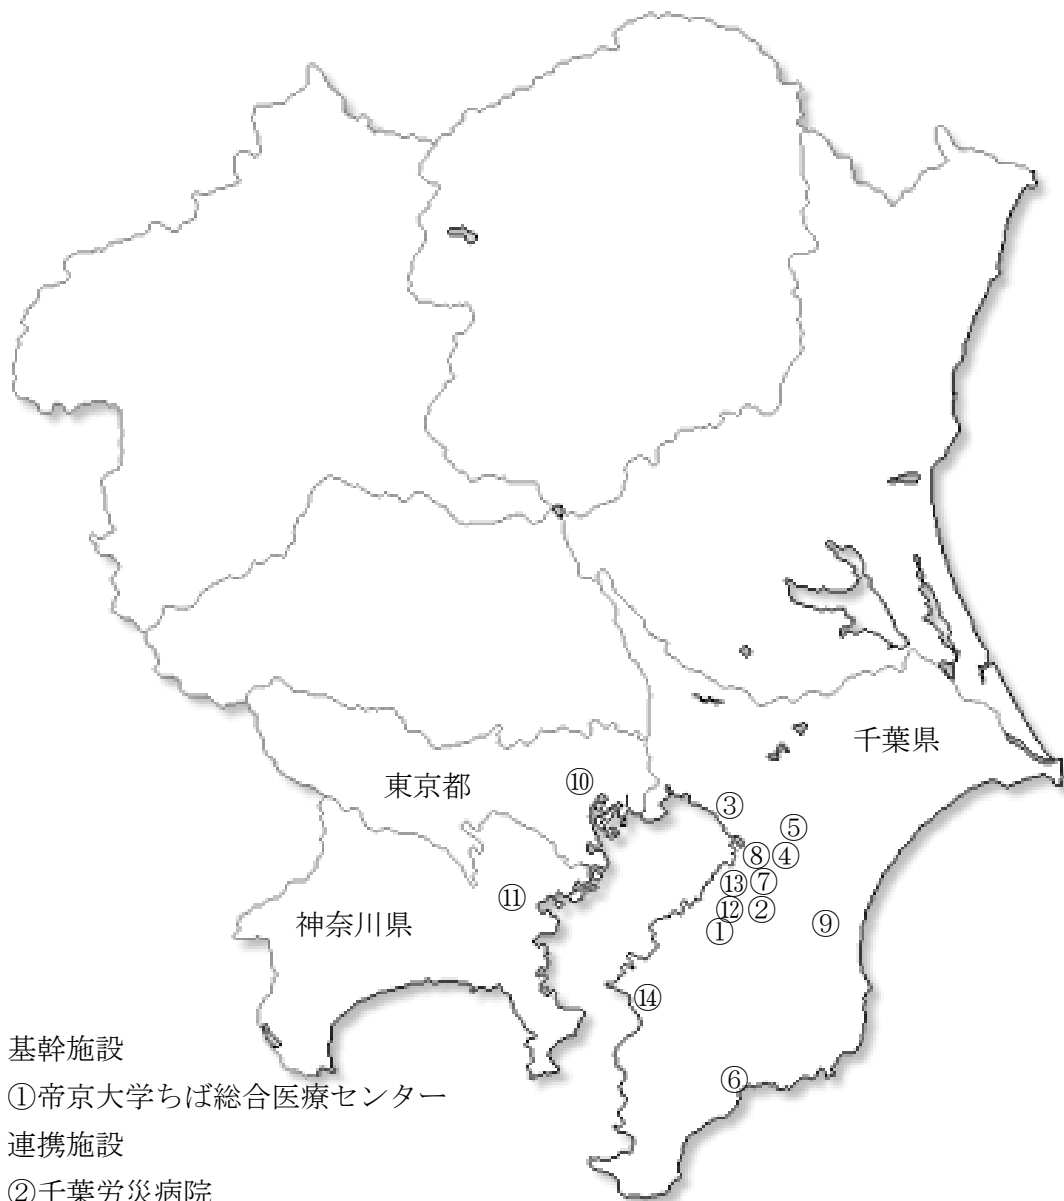 千葉県
東京都
⑩
③
⑤
⑧④
⑬⑦
⑪
⑫②
神奈川県
①
⑨
⑭
基幹施設
⑥
①帝京大学ちば総合医療センター
連携施設
②千葉労災病院